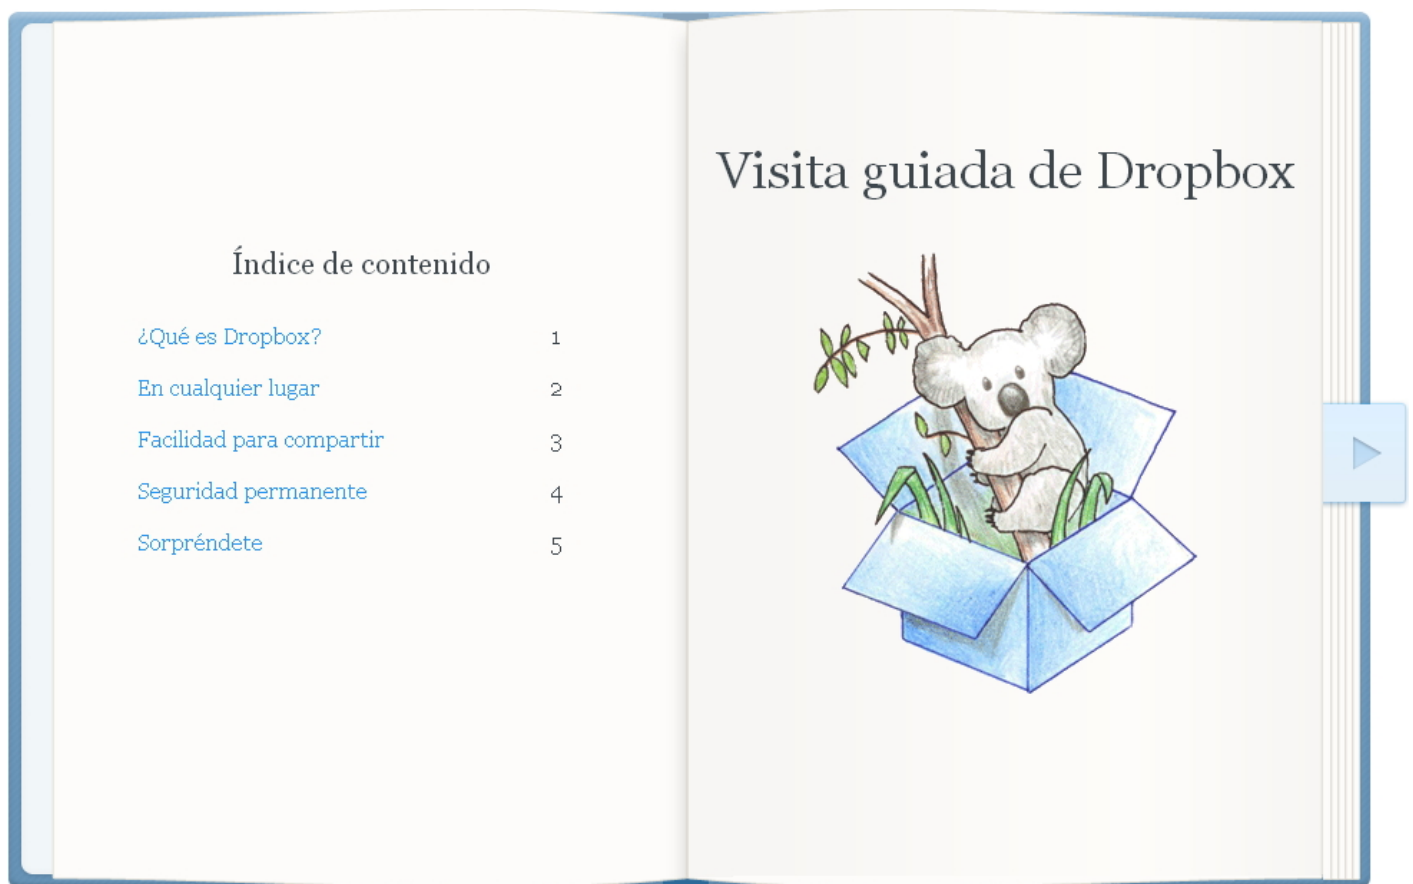 Índice de contenido
¿Qué es Dropbox? 1
En cualquier lugar 2
Facilidad para compartir 3
Seguridad permanente 4
Sorpréndete 5
Visita guiada de Dropbox